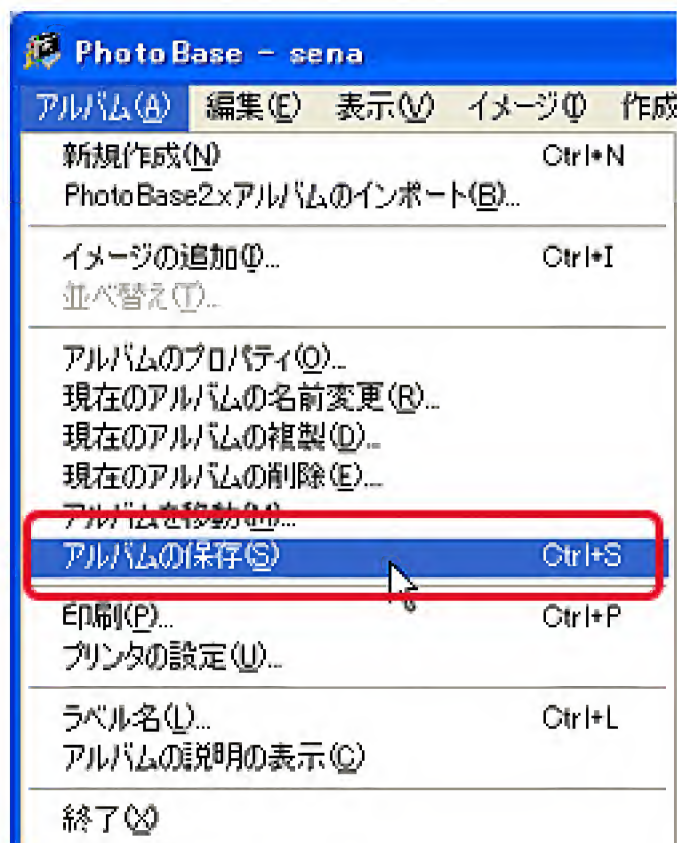 PhotoBase - sena
アルバム(A) 編集(E) 表示(V) イメージ(I) 作成
新規作成(N) Ctrl+N
PhotoBase2xアルバムのインポート(B)...
イメージの追加(I)... Ctrl+I
並べ替え(T)...
アルバムのプロパティ(O)...
現在のアルバムの名前変更(R)...
現在のアルバムの複製(D)...
現在のアルバムの削除(E)...
アルバムを移動(M)...
アルバムの保存(S) Ctrl+S
印刷(P)... Ctrl+P
プリンタの設定(U)...
ラベル名(L)... Ctrl+L
アルバムの説明の表示(C)
終了(X)